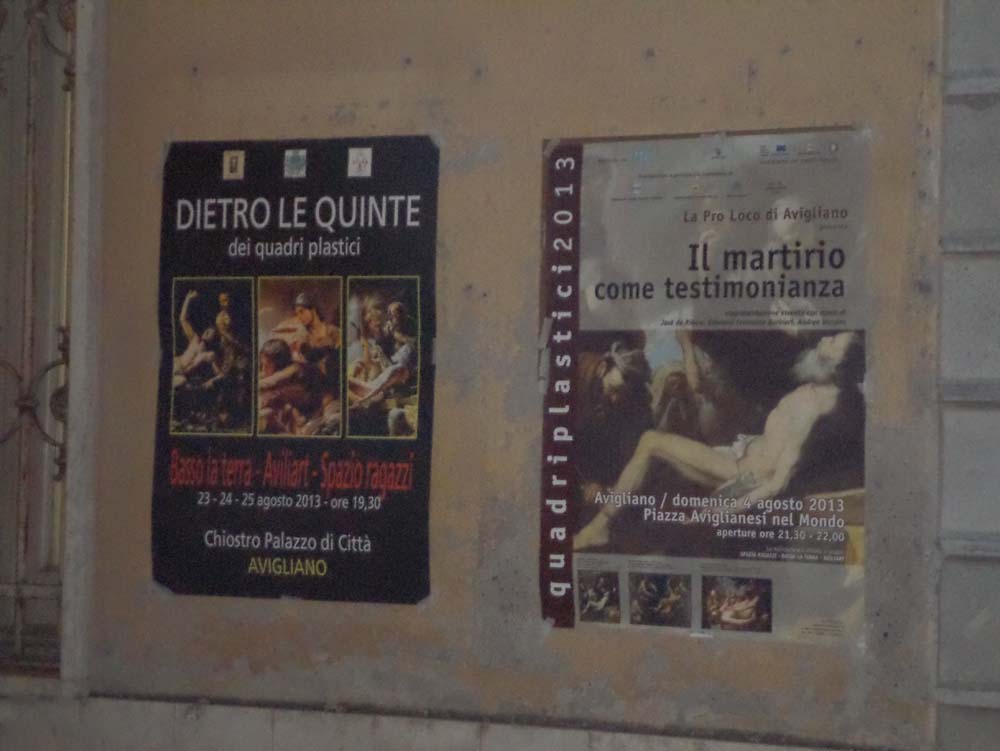 DIETRO LE QUINTE
dei quadri plastici
Basso la terra - Aviliart - Spazio ragazzi
23 - 24 - 25 agosto 2013 - ore 19,30
Chiostro Palazzo di Città
AVIGLIANO
quadriplastici2013
La Pro Loco di Avigliano
Il martirio
come testimonianza
Avigliano / domenica 4 agosto 2013
Piazza Aviglianesi nel Mondo
aperture ore 21,30 - 22,00